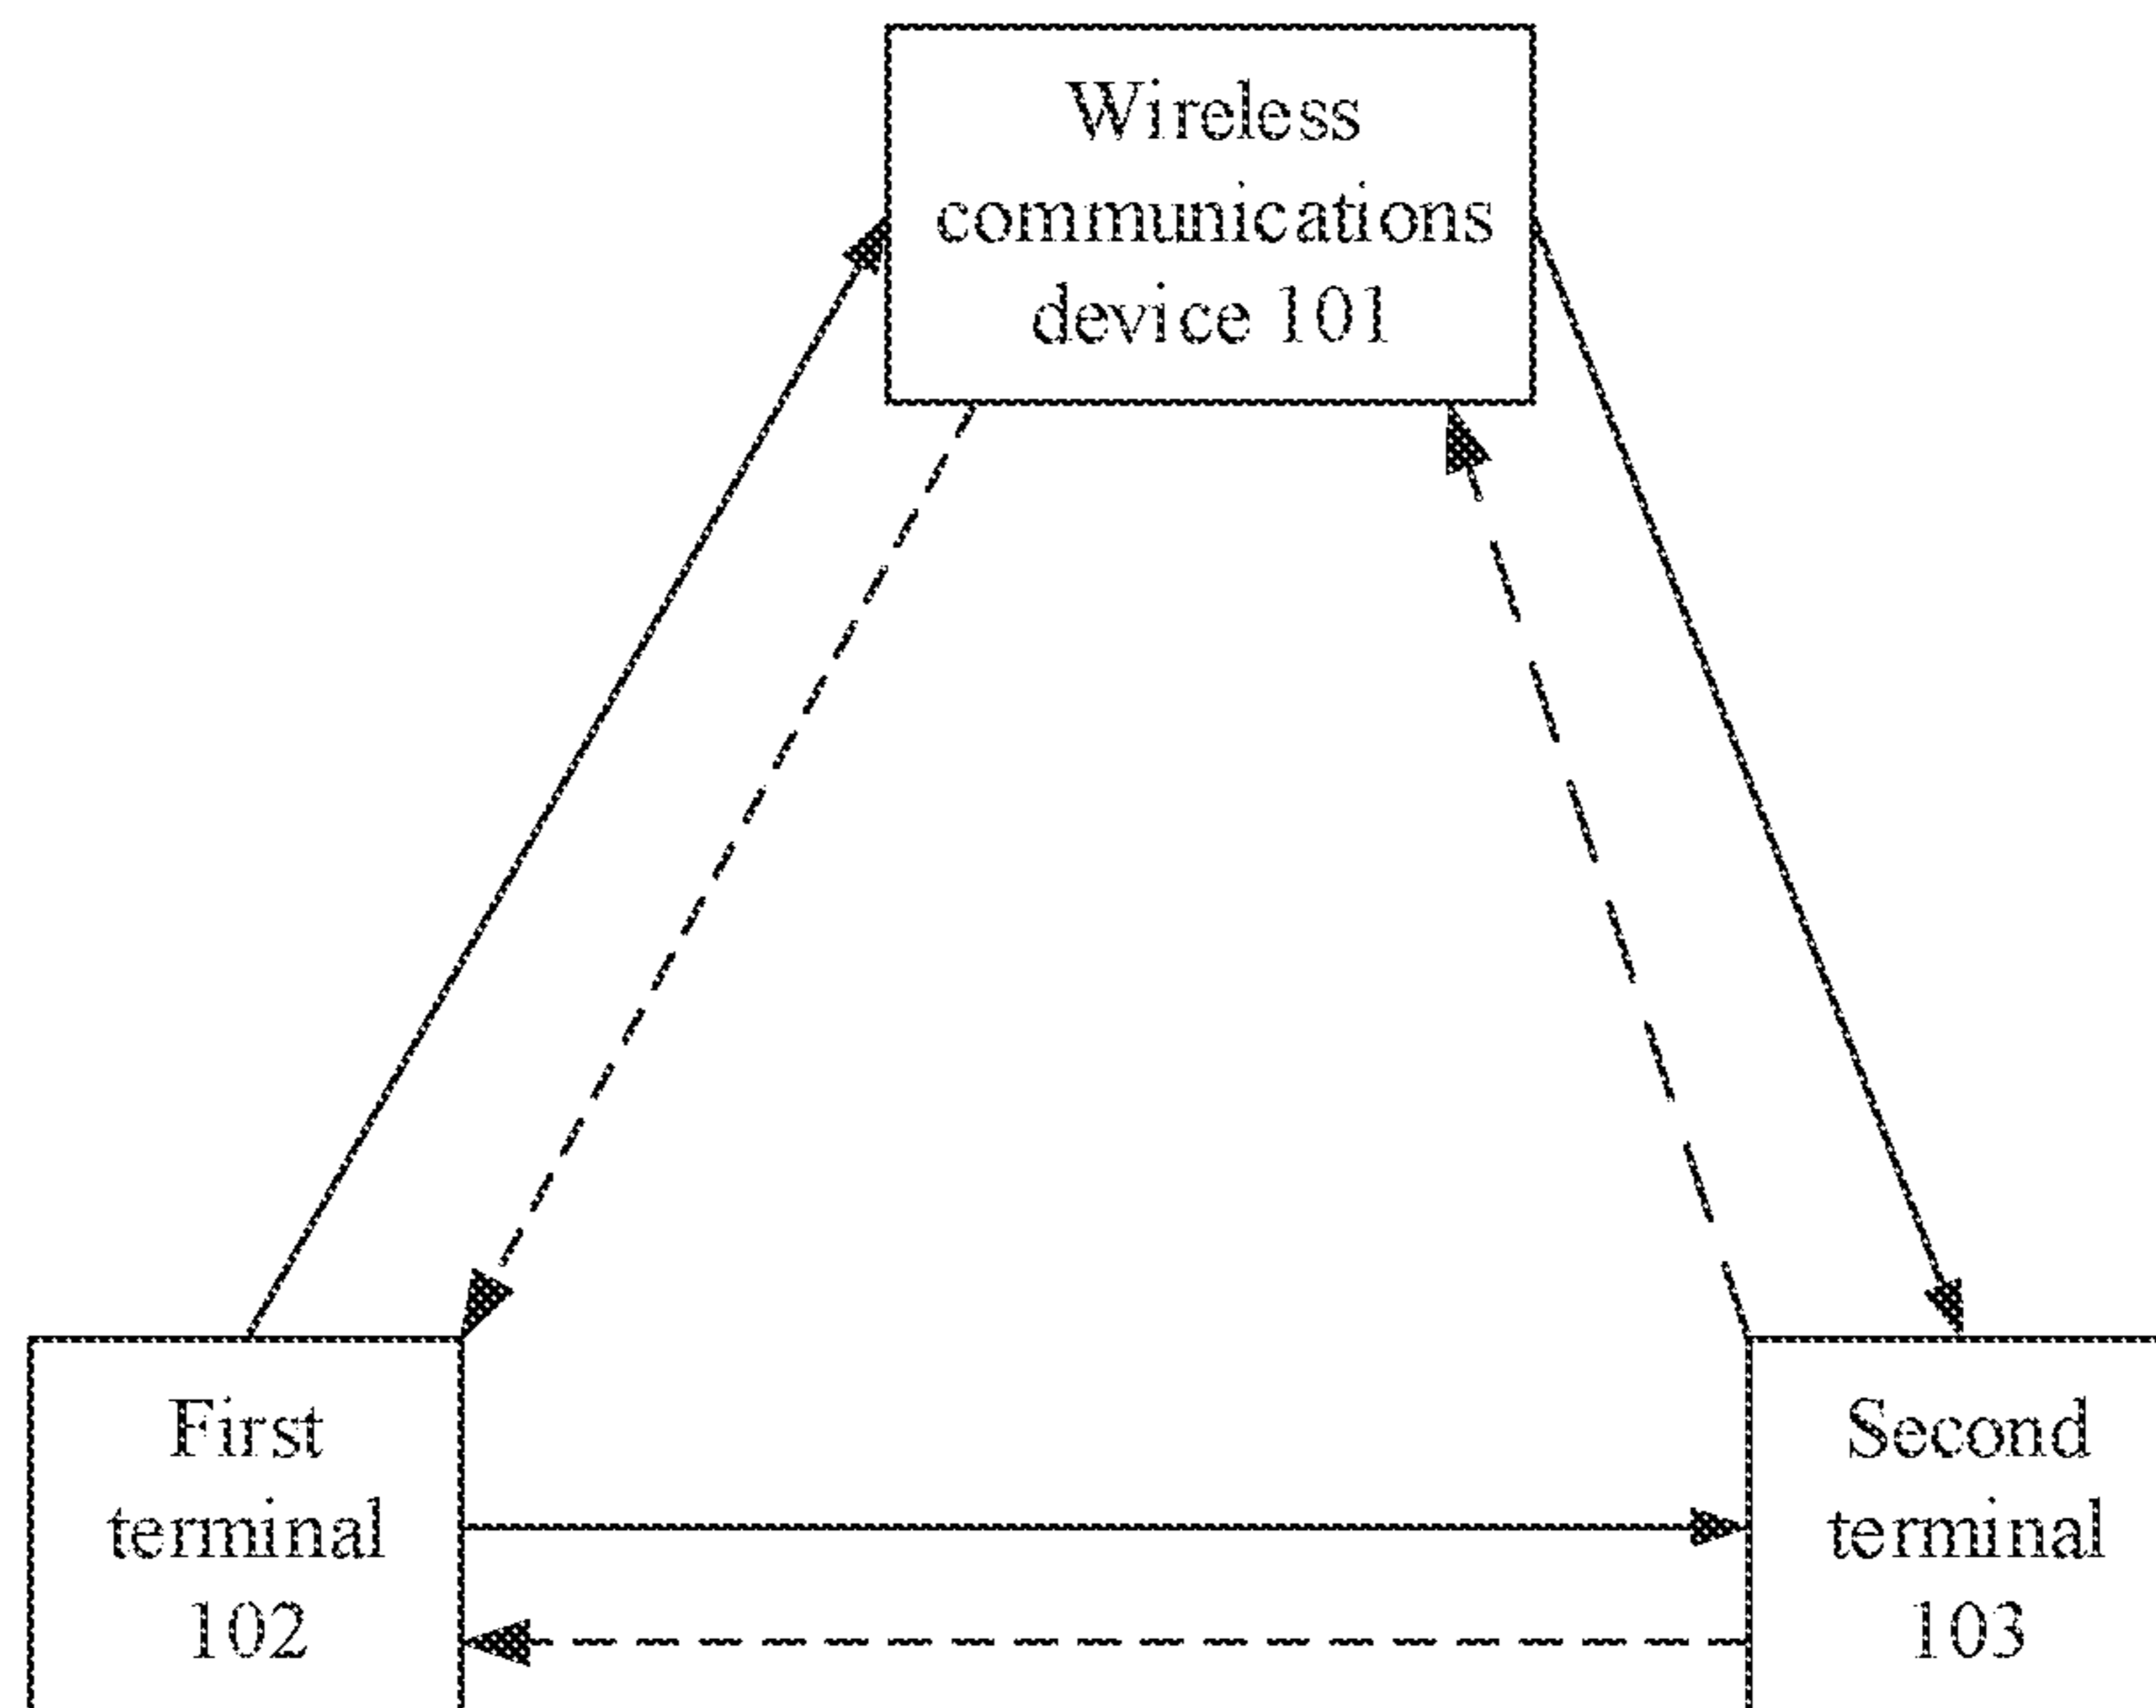 Wireless
communications
device 101
First
terminal
102
Second
terminal
103